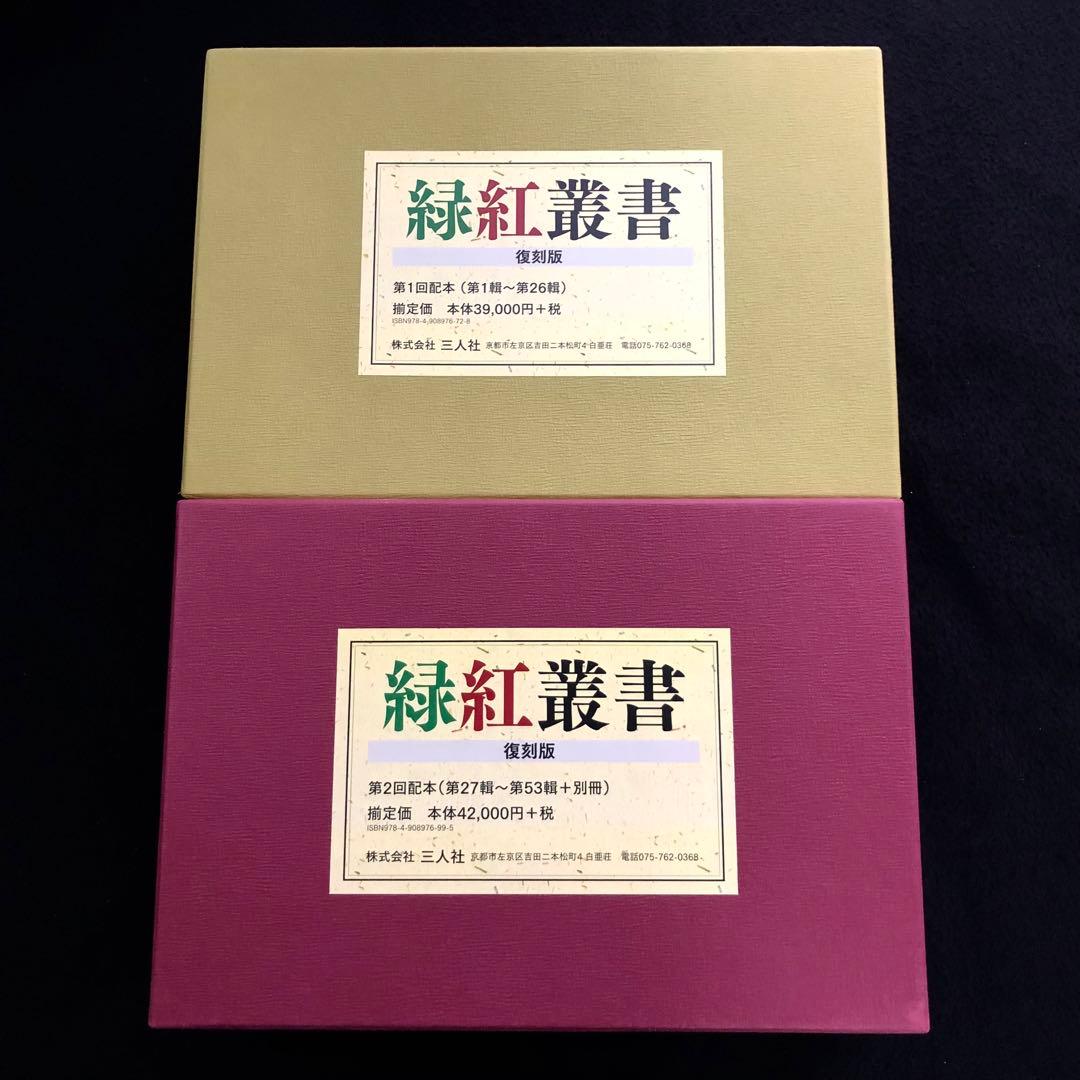 緑紅叢書
復刻版
第1回配本（第1輯～第26輯）
揃定価　本体39,000円＋税
ISBN978-4-908976-72-8
株式会社 三人社 京都市左京区吉田二本松町4 白亜荘　電話075-762-0368
緑紅叢書
復刻版
第2回配本（第27輯～第53輯＋別冊）
揃定価　本体42,000円＋税
ISBN978-4-908976-99-5
株式会社 三人社 京都市左京区吉田二本松町4 白亜荘　電話075-762-0368